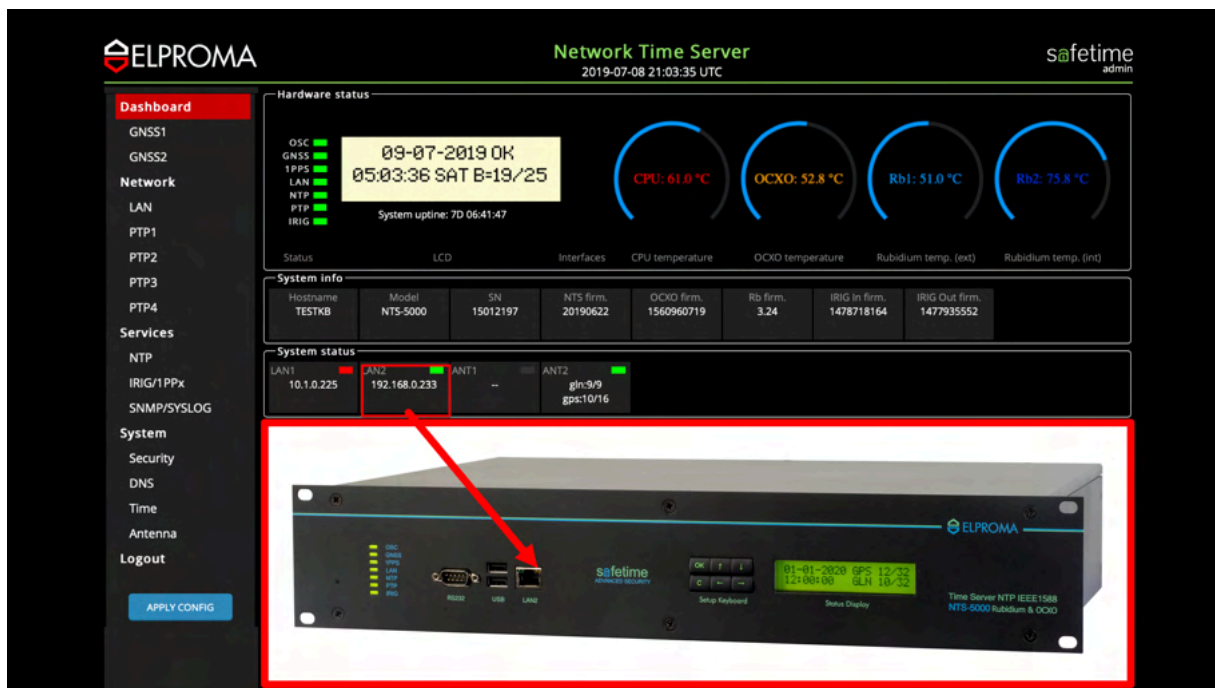 ELPROMA
Network Time Server
2019-07-08 21:03:35 UTC
safetime
admin
Dashboard
GNSS1
GNSS2
Network
LAN
PTP1
PTP2
PTP3
PTP4
Services
NTP
IRIG/1PPx
SNMP/SYSLOG
System
Security
DNS
Time
Antenna
Logout
APPLY CONFIG
Hardware status
OSC
GNSS
1PPS
LAN
NTP
PTP
IRIG
09-07-2019 OK
05:03:36 SAT B=19/25
System uptine: 7D 06:41:47
CPU: 61.0 °C
OCXO: 52.8 °C
Rb1: 51.0 °C
Rb2: 75.8 °C
Status LCD Interfaces CPU temperature OCXO temperature Rubidium temp. (ext) Rubidium temp. (int)
System info
Hostname Model SN NTS firm. OCXO firm. Rb firm. IRIG In firm. IRIG Out firm.
TESTKB NTS-5000 15012197 20190622 1560960719 3.24 1478718164 1477935552
System status
LAN1 LAN2 ANT1 ANT2
10.1.0.225 192.168.0.233 -- gln:9/9
gps:10/16
ELPROMA
OSC
GNSS
1PPS
LAN
NTP
PTP
IRIG
RS232 USB LAN2
safetime
ADVANCED SECURITY
OK ↑ ↓
C ← →
Setup Keyboard
01-01-2020 GPS 12/32
12:00:00 GLN 10/32
Status Display
Time Server NTP IEEE1588
NTS-5000 Rubidium & OCXO